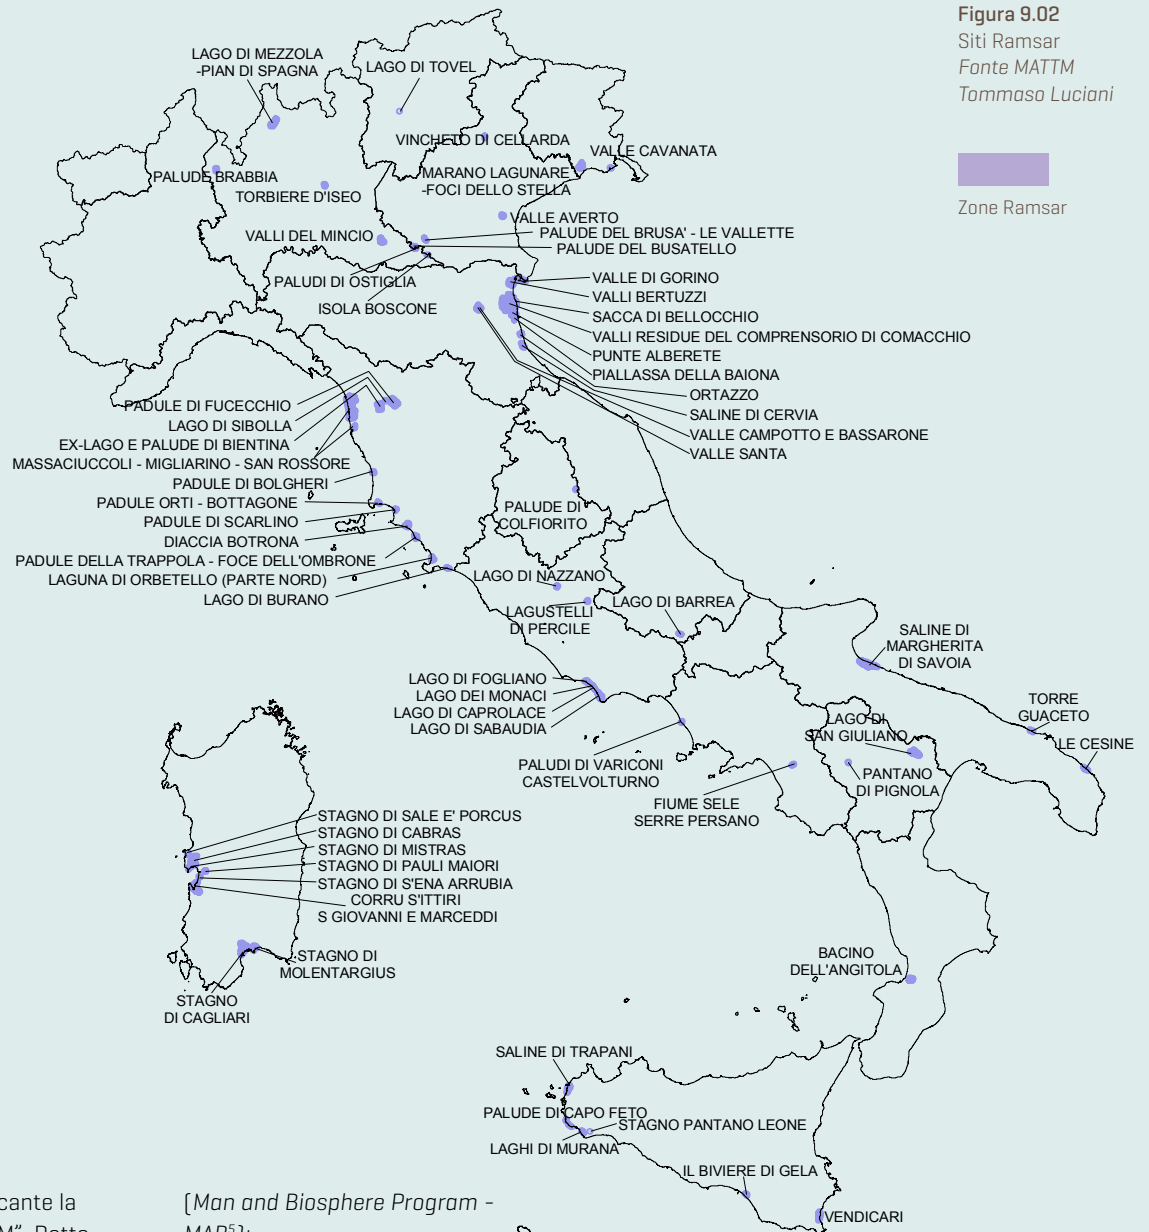 Figura 9.02
Siti Ramsar
Fonte MATTM
Tommaso Luciani
Zone Ramsar
LAGO DI MEZZOLA
-PIAN DI SPAGNA
LAGO DI TOVEL
VINCHETO DI CELLARDA
VALLE CAVANATA
PALUDE BRABBIA
MARANO LAGUNARE
-FOCI DELLO STELLA
TORBIERE D'ISEO
VALLE AVERTO
VALLI DEL MINCIO
PALUDE DEL BRUSA' - LE VALLETTE
PALUDE DEL BUSATELLO
PALUDI DI OSTIGLIA
ISOLA BOSCONE
VALLE DI GORINO
VALLI BERTUZZI
SACCA DI BELLOCCHIO
VALLI RESIDUE DEL COMPRENSORIO DI COMACCHIO
PUNTE ALBERETE
PIALLASSA DELLA BAIONA
ORTAZZO
SALINE DI CERVIA
VALLE CAMPOTTO E BASSARONE
VALLE SANTA
PADULE DI FUCECCHIO
LAGO DI SIBOLLA
EX-LAGO E PALUDE DI BIENTINA
MASSACIUCCOLI - MIGLIARINO - SAN ROSSORE
PADULE DI BOLGHERI
PADULE ORTI - BOTTAGONE
PADULE DI SCARLINO
DIACCIA BOTRONA
PADULE DELLA TRAPPOLA - FOCE DELL'OMBRONE
LAGUNA DI ORBETELLO (PARTE NORD)
LAGO DI BURANO
PALUDE DI
COLFIORITO
LAGO DI NAZZANO
LAGUSTELLI
DI PERCILE
LAGO DI BARREA
SALINE DI
MARGHERITA
DI SAVOIA
LAGO DI FOGLIANO
LAGO DEI MONACI
LAGO DI CAPROLACE
LAGO DI SABAUDIA
TORRE
GUACETO
LE CESINE
LAGO DI
SAN GIULIANO
PALUDI DI VARICONI
CASTELVOLTURNO
PANTANO
DI PIGNOLA
FIUME SELE
SERRE PERSANO
STAGNO DI SALE E' PORCUS
STAGNO DI CABRAS
STAGNO DI MISTRAS
STAGNO DI PAULI MAIORI
STAGNO DI S'ENA ARRUBIA
CORRU S'ITTIRI
S GIOVANNI E MARCEDDI
STAGNO DI
MOLENTARGIUS
STAGNO
DI CAGLIARI
BACINO
DELL'ANGITOLA
SALINE DI TRAPANI
PALUDE DI CAPO FETO
STAGNO PANTANO LEONE
LAGHI DI MURANA
IL BIVIERE DI GELA
VENDICARI
cante la
(Man and Biosphere Program -